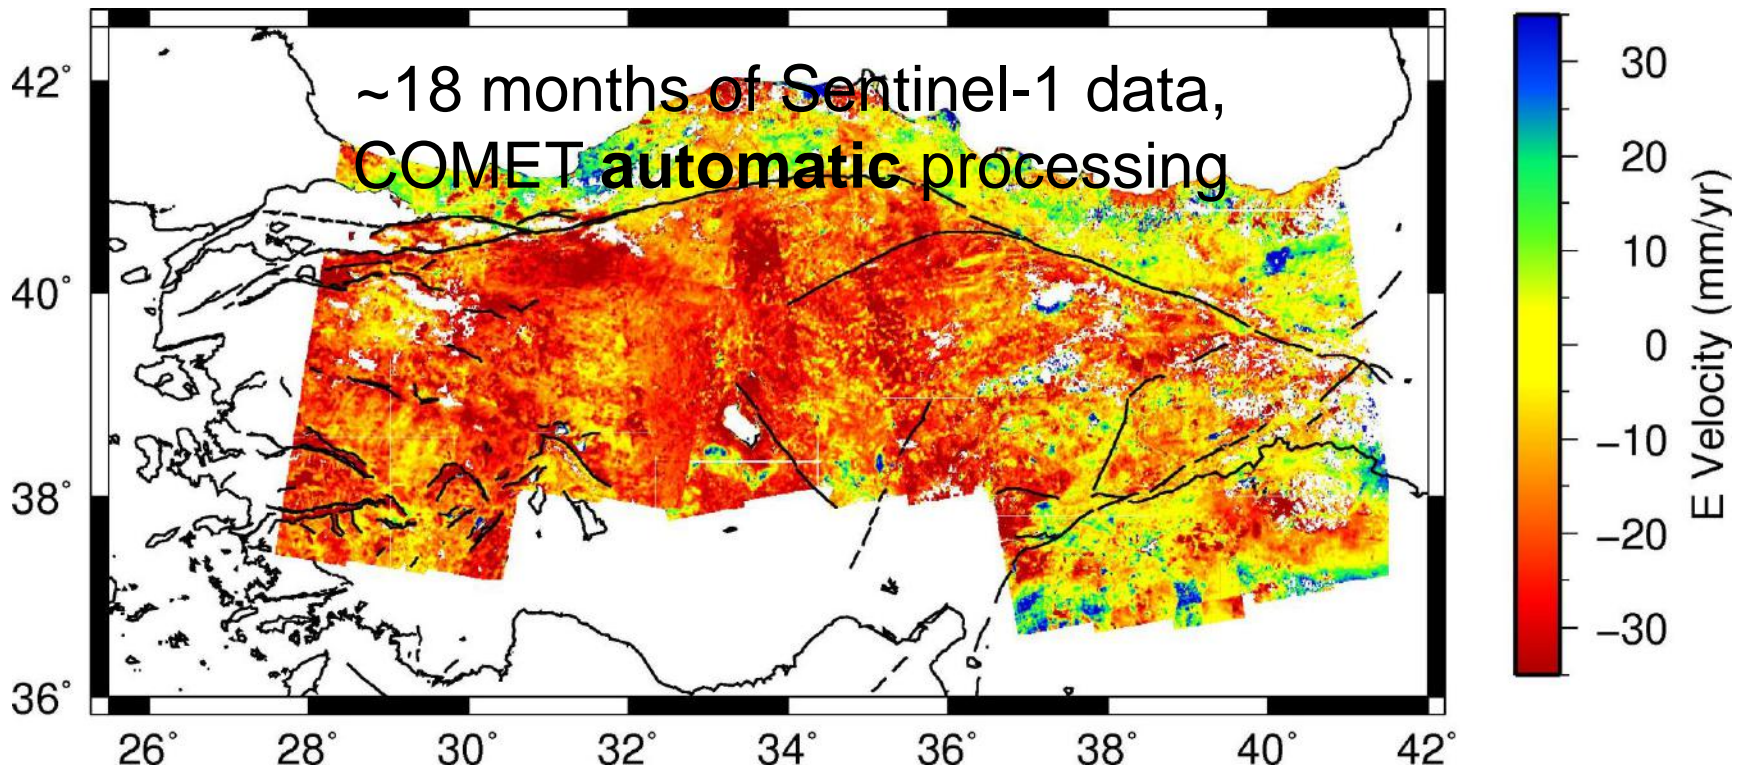 ~18 months of Sentinel-1 data,
COMET automatic processing
42°
40°
38°
36°
26° 28° 30° 32° 34° 36° 38° 40° 42°
30
20
10
0
−10
−20
−30
E Velocity (mm/yr)